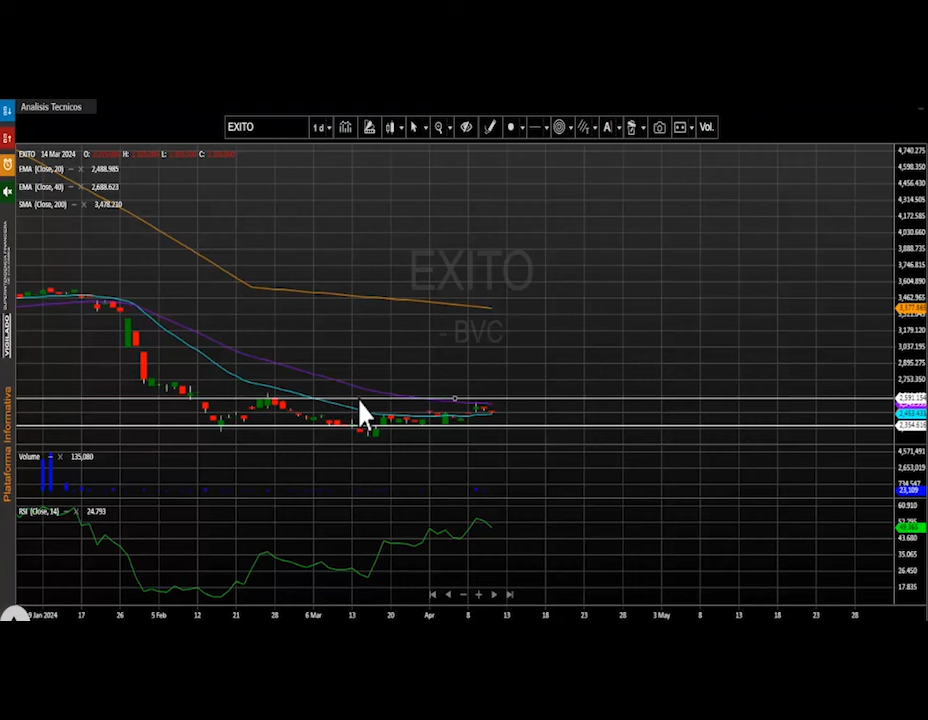 Analisis Tecnicos
EXITO
1 d
Vol.
EXITO 14 Mar 2024 O: H: L: C:
EMA (Close, 20) 2,488.985
EMA (Close, 40) 2,688.623
SMA (Close, 200) 3,478.210
EXITO
- BVC
4,740.275
4,598.350
4,456.430
4,314.505
4,172.585
4,030.660
3,888.735
3,746.815
3,604.890
3,462.965
3,179.120
3,037.195
2,895.275
2,753.350
2,591.154
2,354.616
Volume 135,080
4,571,491
2,653,019
734,547
23,109
RSI (Close, 14) 24.793
60.910
43.680
35.065
26.450
17.835
9 Jan 2024 17 26 5 Feb 12 21 28 6 Mar 13 20 Apr 8 13 18 23 28 3 May 8 13 18 23 28
VIGILADO
Plataforma Informativa